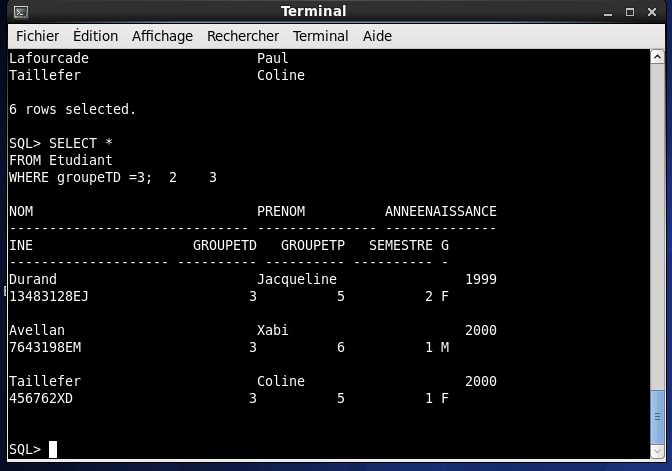 Terminal
Fichier Édition Affichage Rechercher Terminal Aide
Lafourcade Paul
Taillefer Coline
6 rows selected.
SQL> SELECT *
FROM Etudiant
WHERE groupeTD =3; 2 3
NOM PRENOM ANNEENAISSANCE
------------------------------ --------------- --------------
INE GROUPETD GROUPETP SEMESTRE G
-------------------- ---------- ---------- ---------- -
Durand Jacqueline 1999
13483128EJ 3 5 2 F
Avellan Xabi 2000
7643198EM 3 6 1 M
Taillefer Coline 2000
456762XD 3 5 1 F
SQL>